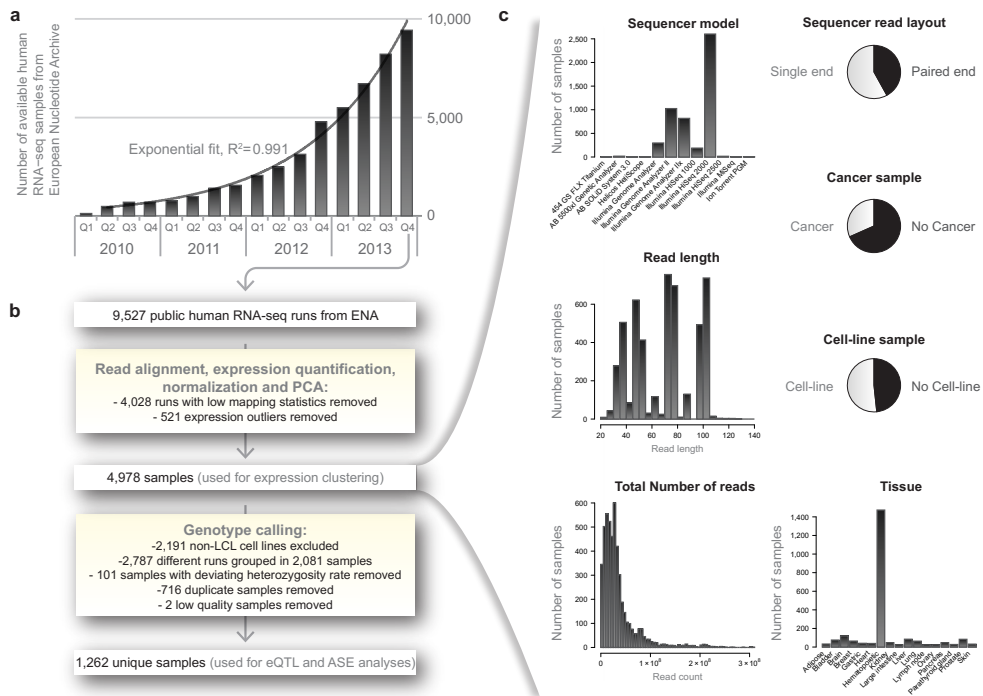 a
Number of available human
RNA−seq samples from
European Nucleotide Archive
10,000
5,000
0
Exponential fit, R²=0.991
Q1 Q2 Q3 Q4 Q1 Q2 Q3 Q4 Q1 Q2 Q3 Q4 Q1 Q2 Q3 Q4
2010 2011 2012 2013
b
9,527 public human RNA-seq runs from ENA
Read alignment, expression quantification,
normalization and PCA:
- 4,028 runs with low mapping statistics removed
- 521 expression outliers removed
4,978 samples (used for expression clustering)
Genotype calling:
-2,191 non-LCL cell lines excluded
-2,787 different runs grouped in 2,081 samples
- 101 samples with deviating heterozygosity rate removed
-716 duplicate samples removed
- 2 low quality samples removed
1,262 unique samples (used for eQTL and ASE analyses)
c
Sequencer model
Number of samples
2,500
2,000
1,500
1,000
500
0
454 GS FLX Titanium
AB 5500xl Genetic Analyzer
AB SOLiD System 3.0
Helicos HeliScope
Illumina Genome Analyzer
Illumina Genome Analyzer II
Illumina Genome Analyzer IIx
Illumina HiSeq 1000
Illumina HiSeq 2000
Illumina HiSeq 2500
Illumina MiSeq
Ion Torrent PGM
Sequencer read layout
Single end
Paired end
Cancer sample
Cancer
No Cancer
Cell-line sample
Cell-line
No Cell-line
Read length
Number of samples
600
400
200
0
20 40 60 80 100 120 140
Read length
Total Number of reads
Number of samples
600
500
400
300
200
100
0
0 1×10⁸ 2×10⁸ 3×10⁸
Read count
Tissue
Number of samples
1,400
1,200
1,000
800
600
400
200
0
Adipose
Bladder
Brain
Breast
Gastric
Heart
Hematopoietic
Kidney
Large intestine
Liver
Lung
Lymph node
Ovary
Pancreas
Parathyroid gland
Prostate
Skin